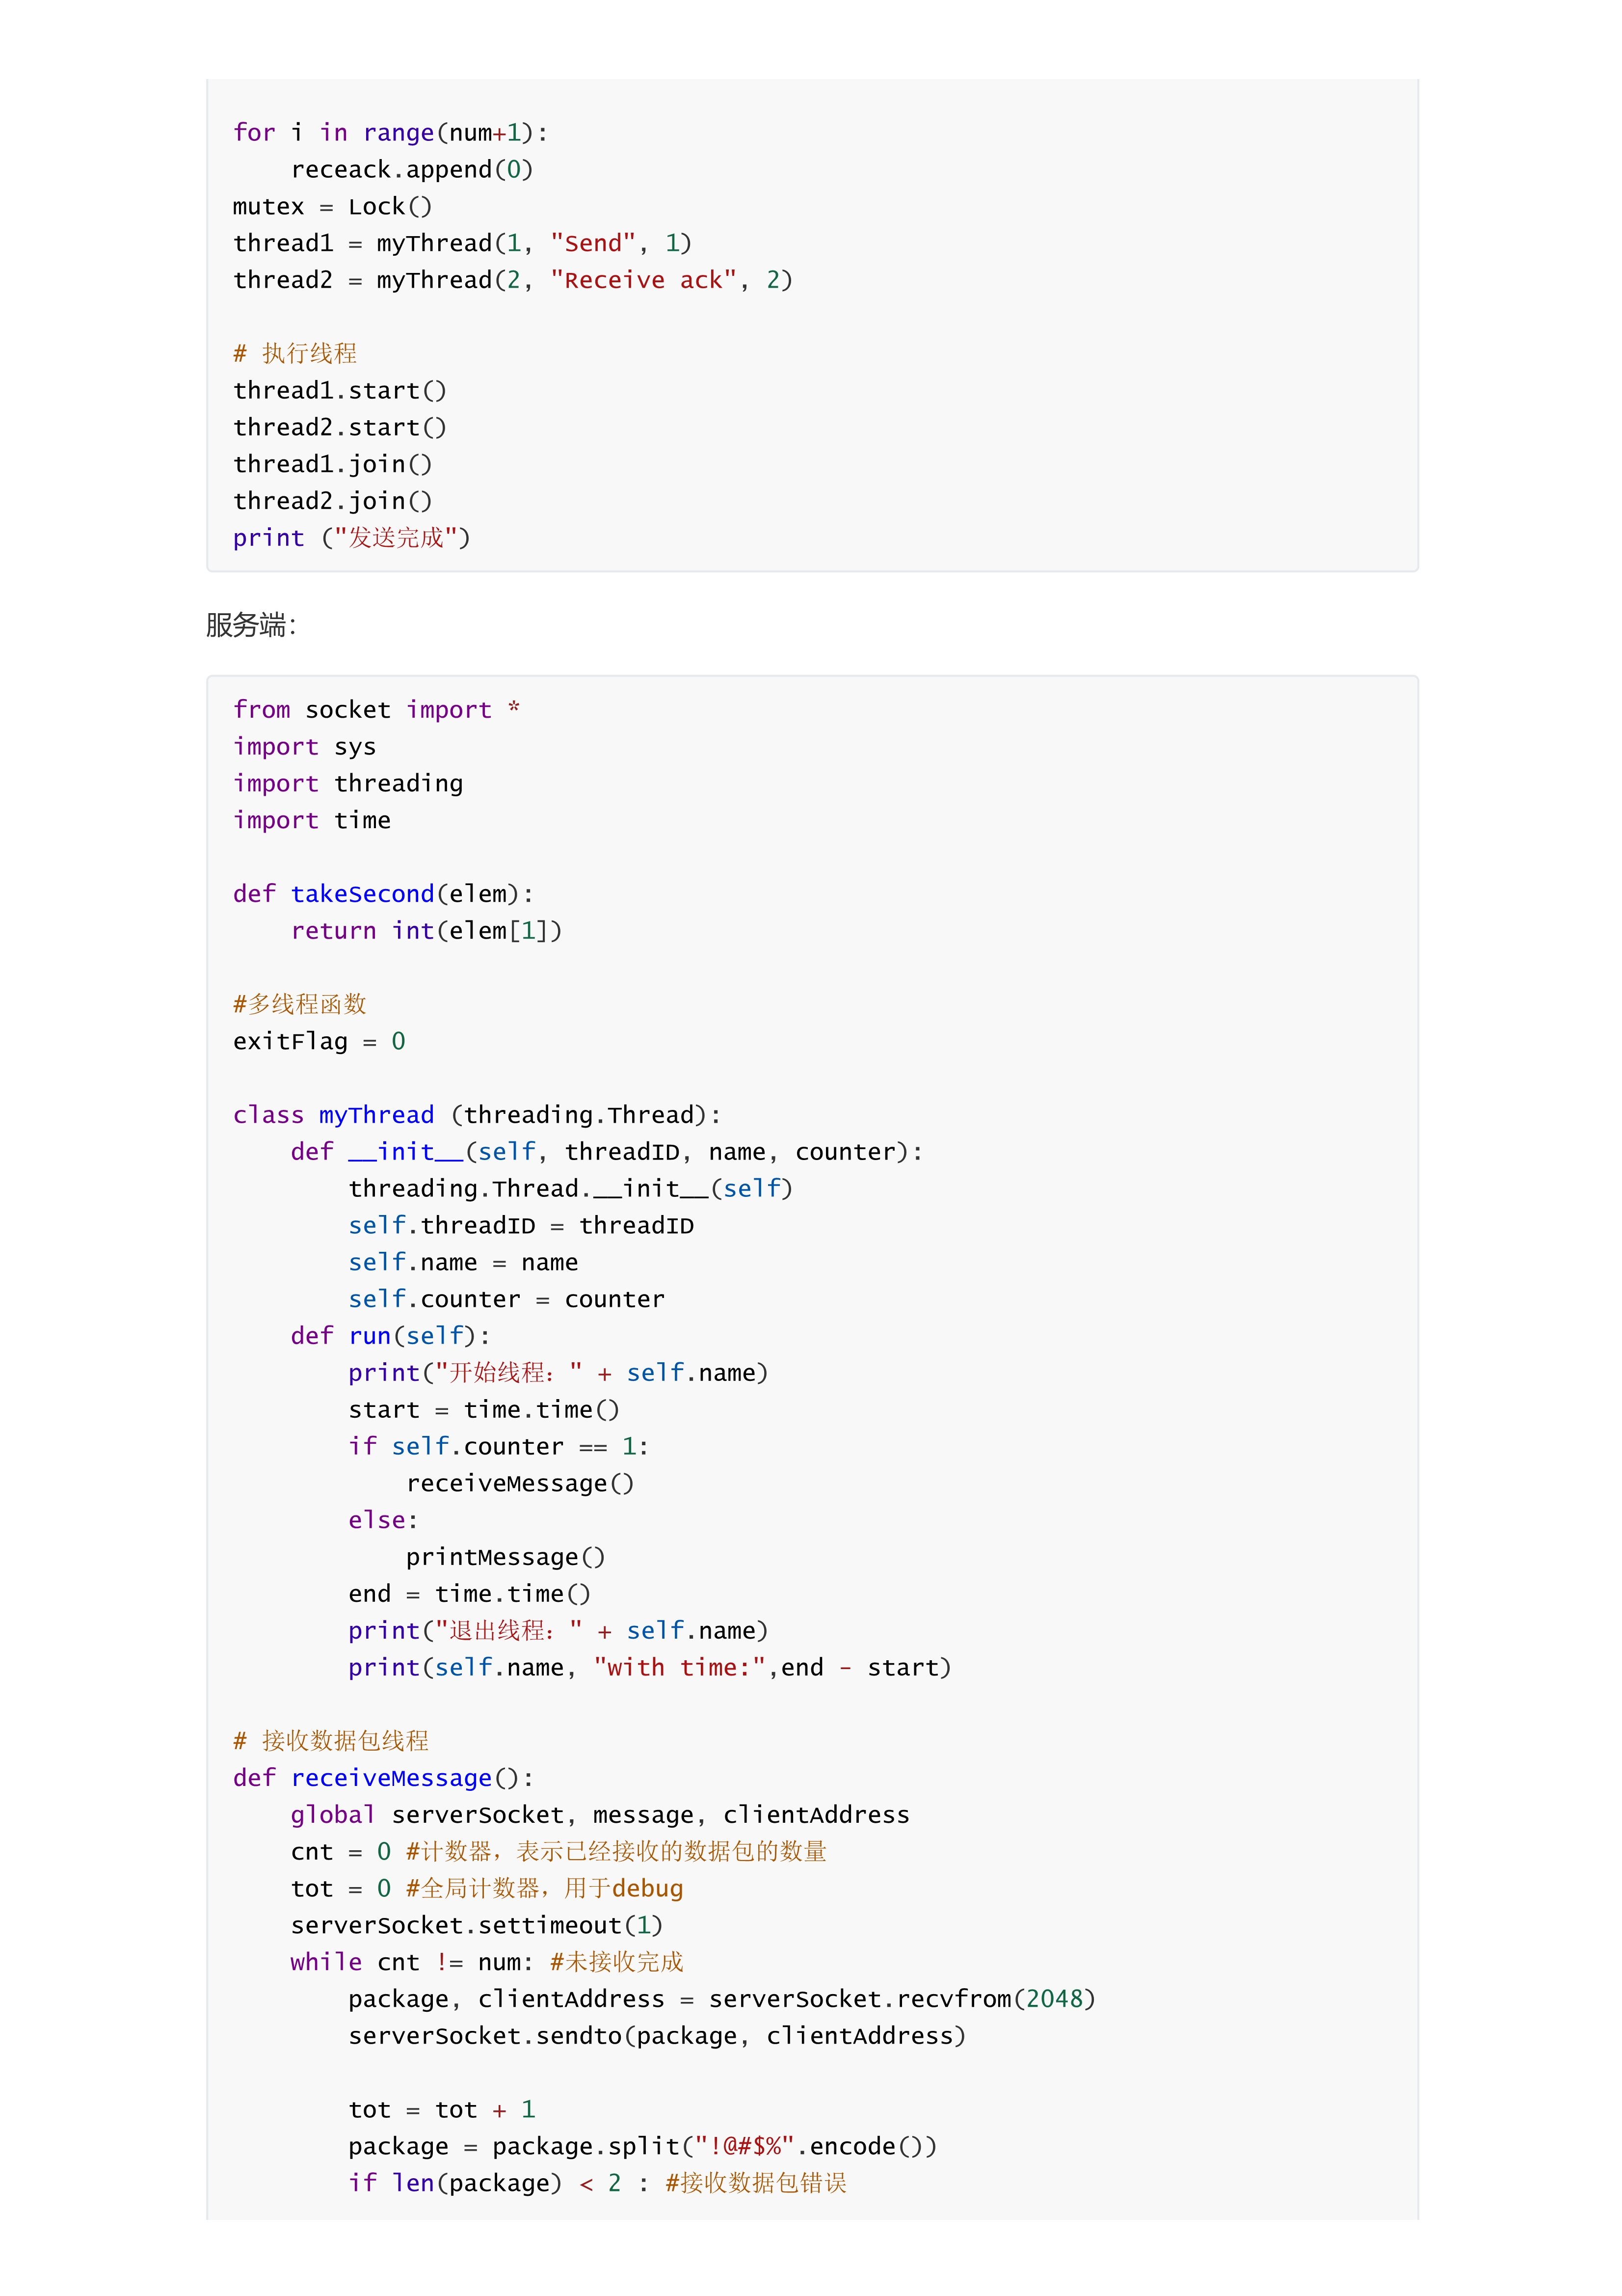 for i in range(num+1):
    receack.append(0)
mutex = Lock()
thread1 = myThread(1, "Send", 1)
thread2 = myThread(2, "Receive ack", 2)

# 执行线程
thread1.start()
thread2.start()
thread1.join()
thread2.join()
print ("发送完成")

服务端：

from socket import *
import sys
import threading
import time

def takeSecond(elem):
    return int(elem[1])

#多线程函数
exitFlag = 0

class myThread (threading.Thread):
    def __init__(self, threadID, name, counter):
        threading.Thread.__init__(self)
        self.threadID = threadID
        self.name = name
        self.counter = counter
    def run(self):
        print("开始线程：" + self.name)
        start = time.time()
        if self.counter == 1:
            receiveMessage()
        else:
            printMessage()
        end = time.time()
        print("退出线程：" + self.name)
        print(self.name, "with time:",end - start)

# 接收数据包线程
def receiveMessage():
    global serverSocket, message, clientAddress
    cnt = 0 #计数器，表示已经接收的数据包的数量
    tot = 0 #全局计数器，用于debug
    serverSocket.settimeout(1)
    while cnt != num: #未接收完成
        package, clientAddress = serverSocket.recvfrom(2048)
        serverSocket.sendto(package, clientAddress)

        tot = tot + 1
        package = package.split("!@#$%".encode())
        if len(package) < 2 : #接收数据包错误